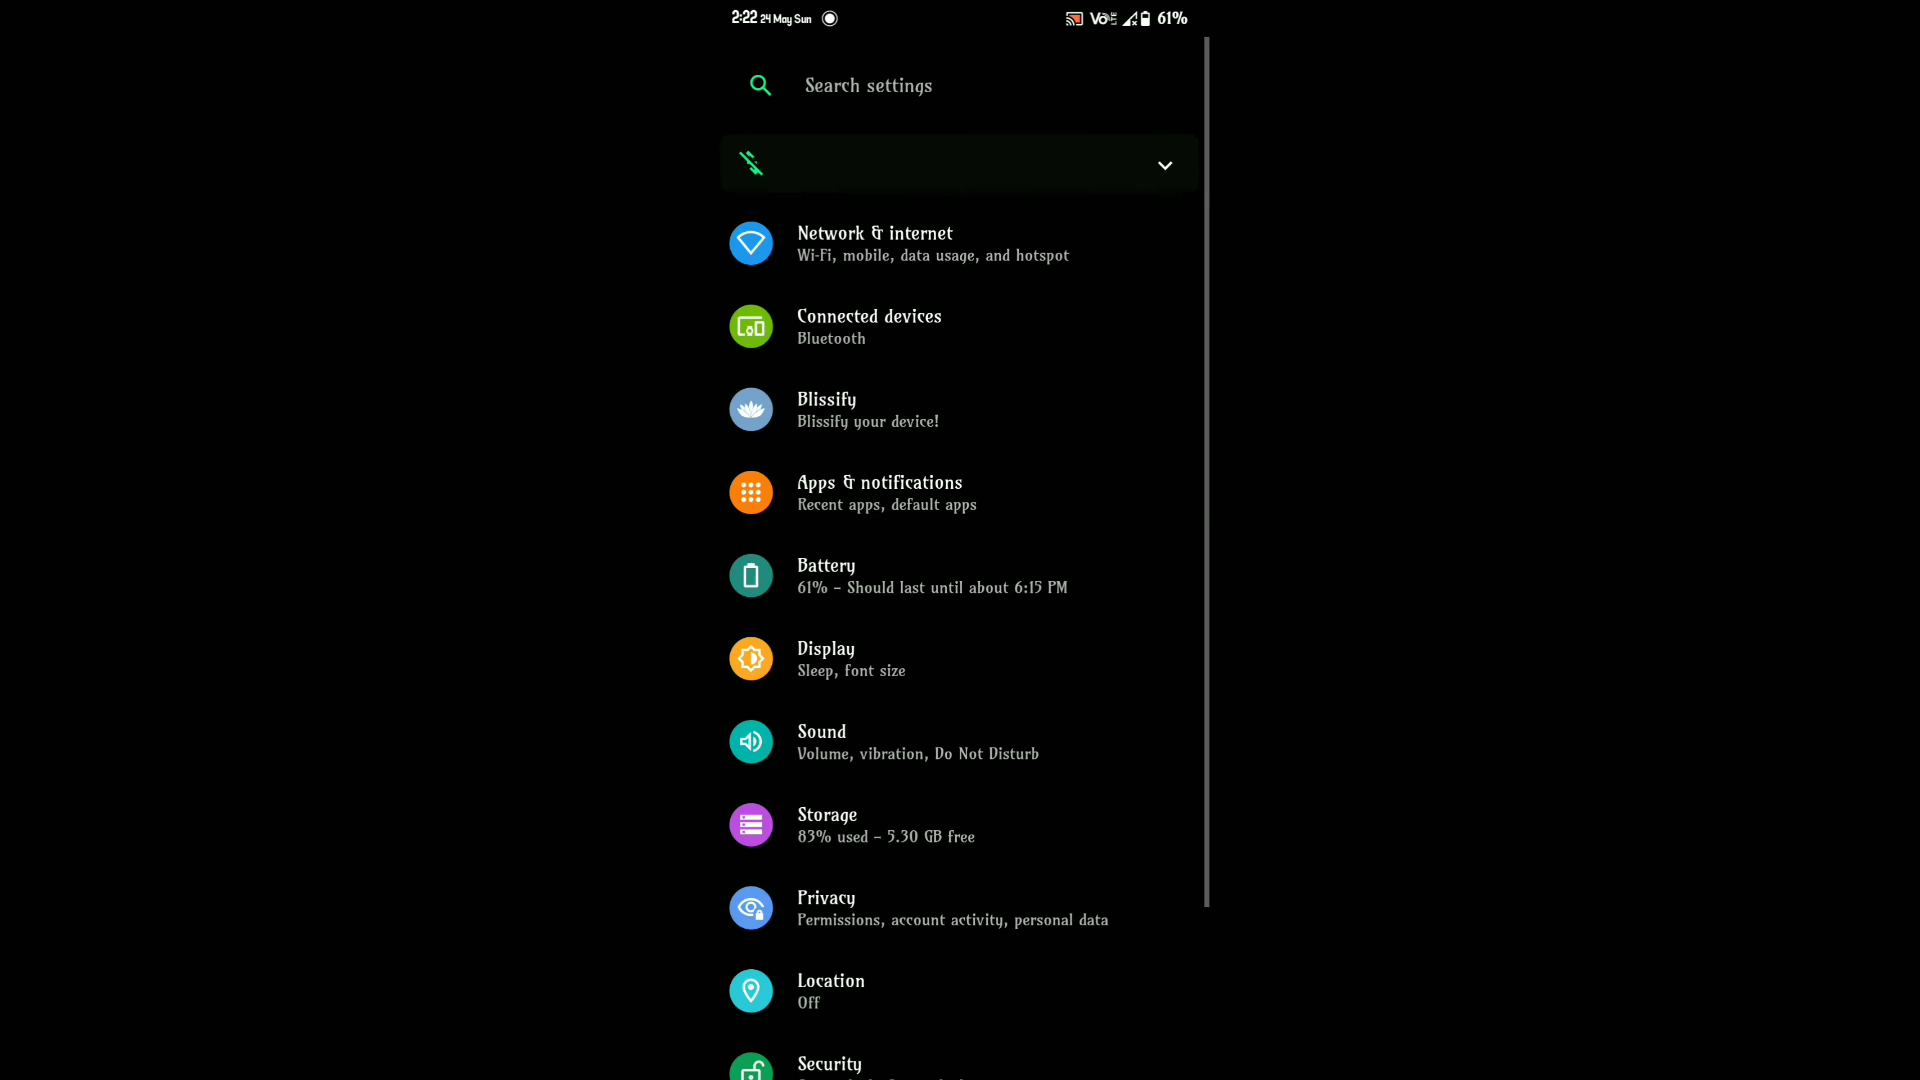 2:22 24 May Sun
Vo LTE 61%
Search settings
Network & internet
Wi-Fi, mobile, data usage, and hotspot
Connected devices
Bluetooth
Blissify
Blissify your device!
Apps & notifications
Recent apps, default apps
Battery
61% – Should last until about 6:15 PM
Display
Sleep, font size
Sound
Volume, vibration, Do Not Disturb
Storage
83% used – 5.30 GB free
Privacy
Permissions, account activity, personal data
Location
Off
Security